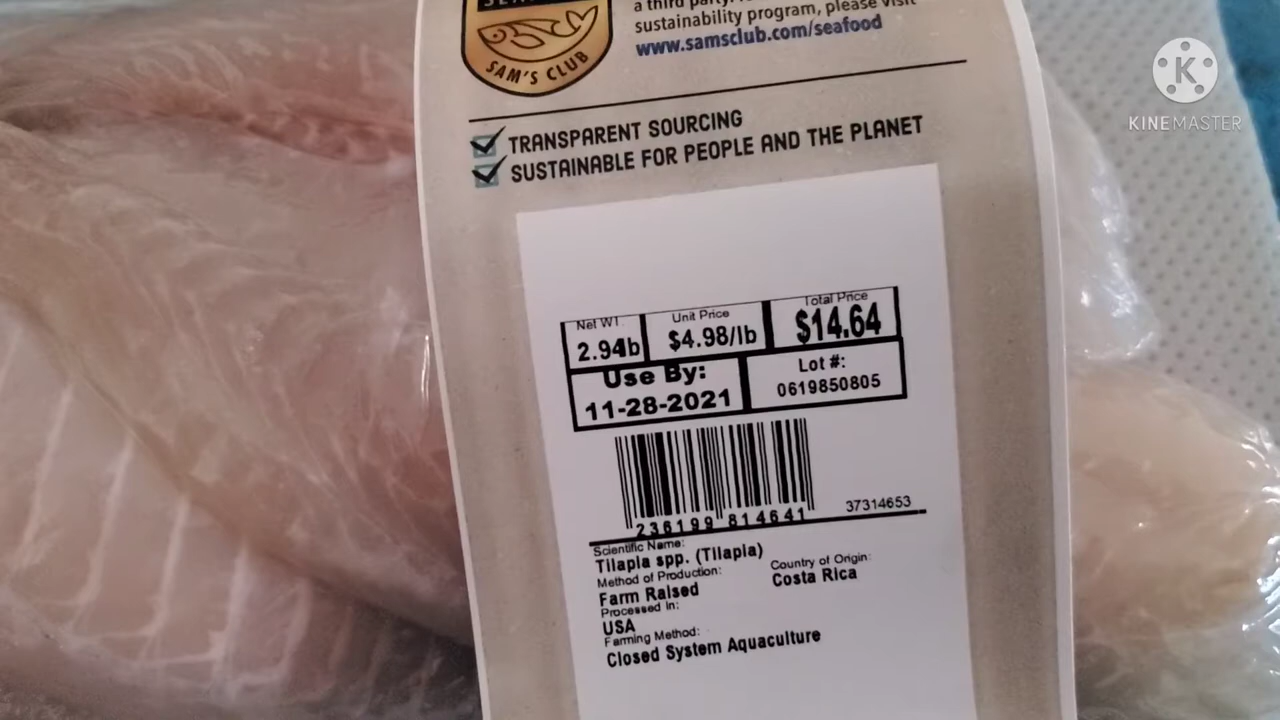 a third party.
sustainability program, please visit
www.samsclub.com/seafood
SAM'S CLUB
KINEMASTER
TRANSPARENT SOURCING
SUSTAINABLE FOR PEOPLE AND THE PLANET
Net WT. Unit Price Total Price
2.94lb $4.98/lb $14.64
Use By: Lot #:
11-28-2021 0619850805
236199 814641 37314653
Scientific Name:
Tilapia spp. (Tilapia)
Method of Production: Country of Origin:
Farm Raised Costa Rica
Processed in:
USA
Farming Method:
Closed System Aquaculture